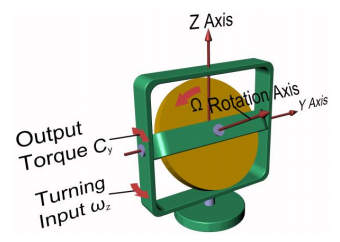 Z Axis
Ω Rotation Axis
Y Axis
Output
Torque Cy
Turning
Input ωz